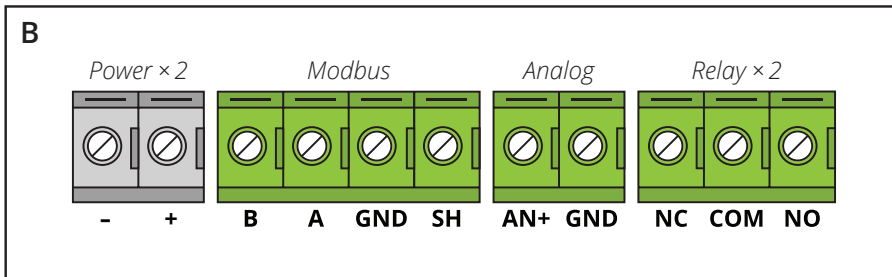 B
Power × 2 Modbus Analog Relay × 2
– + B A GND SH AN+ GND NC COM NO